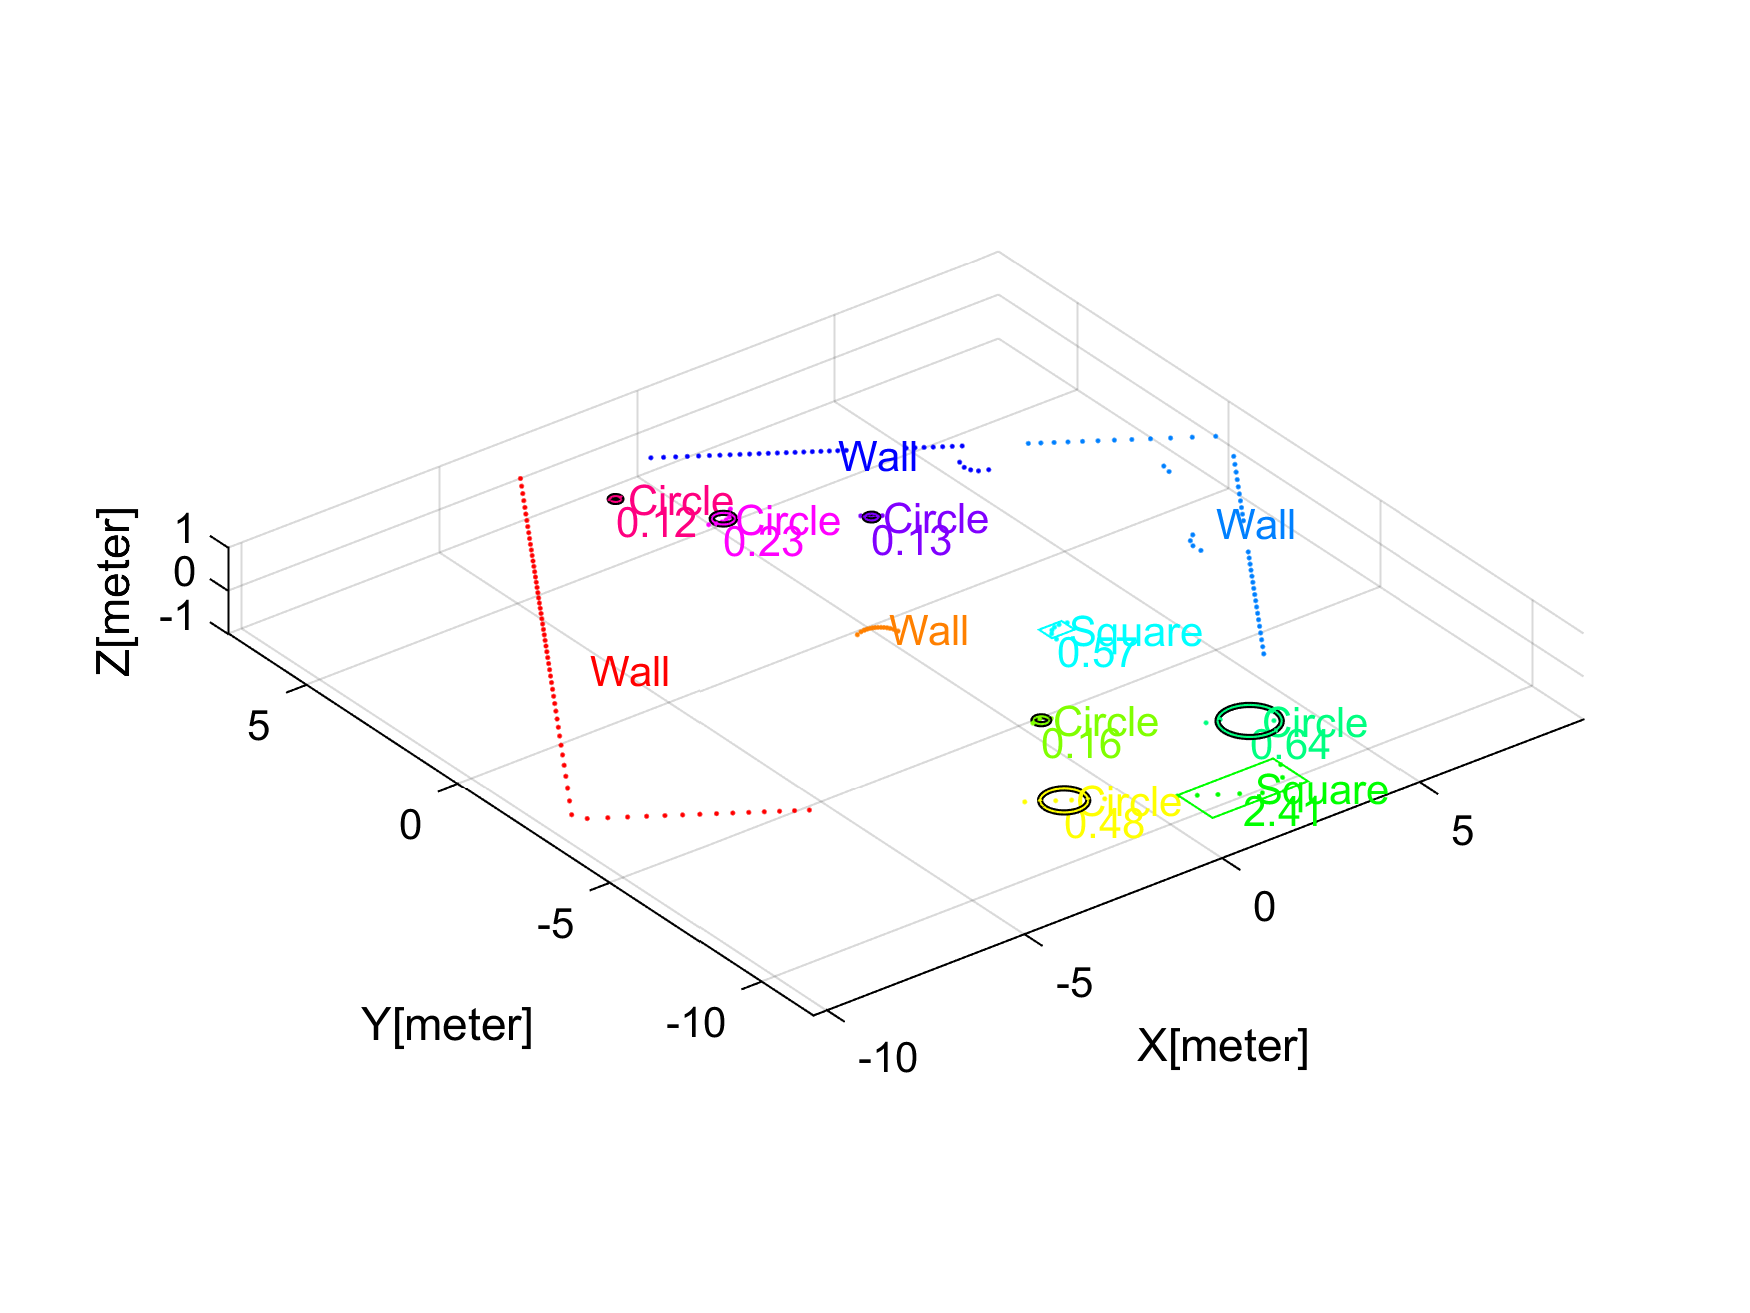 Wall
Circle
0.12
Circle
0.23
Circle
0.13
Wall
Wall
Wall
Square
0.57
Circle
0.16
Circle
0.64
Circle
0.48
Square
2.41
1
0
-1
Z[meter]
5
0
-5
-10
Y[meter]
-10
-5
0
5
X[meter]